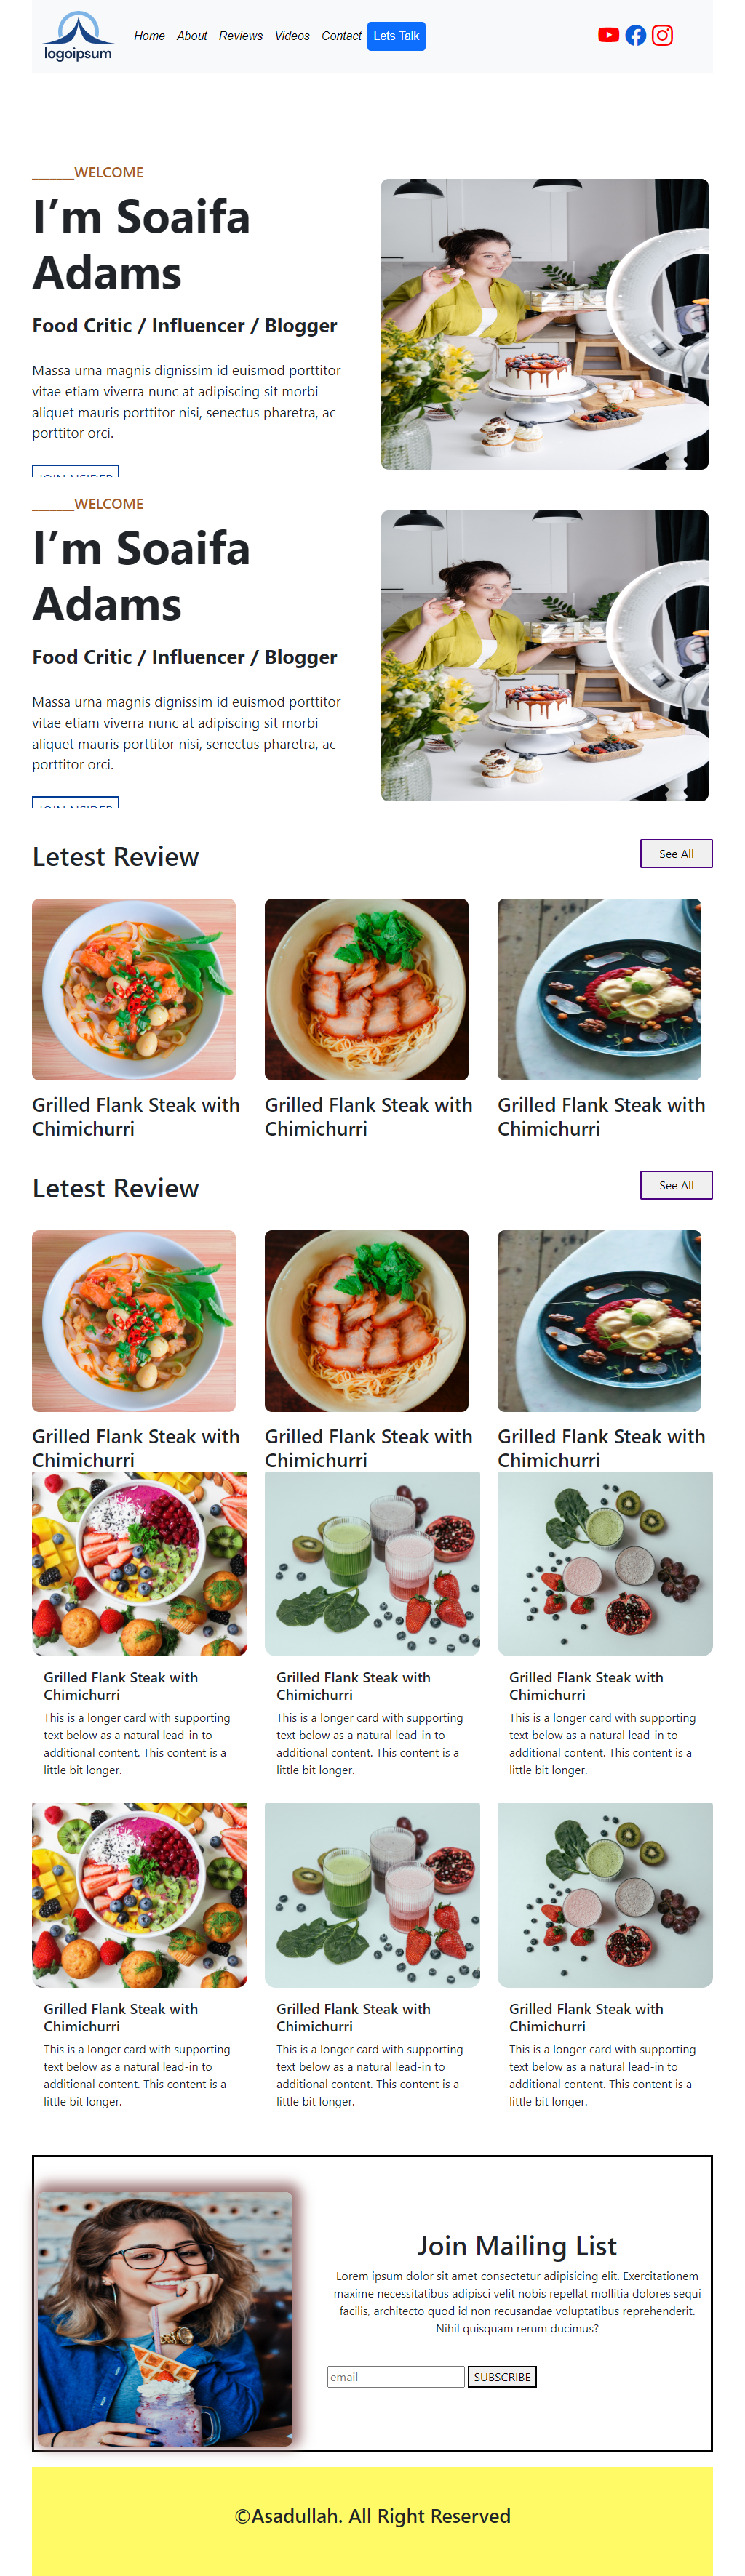 logoipsum
Home About Reviews Videos Contact Lets Talk
______WELCOME
I’m Soaifa
Adams
Food Critic / Influencer / Blogger
Massa urna magnis dignissim id euismod porttitor
vitae etiam viverra nunc at adipiscing sit morbi
aliquet mauris porttitor nisi, senectus pharetra, ac
porttitor orci.
______WELCOME
I’m Soaifa
Adams
Food Critic / Influencer / Blogger
Massa urna magnis dignissim id euismod porttitor
vitae etiam viverra nunc at adipiscing sit morbi
aliquet mauris porttitor nisi, senectus pharetra, ac
porttitor orci.
Letest Review
See All
Grilled Flank Steak with
Chimichurri
Grilled Flank Steak with
Chimichurri
Grilled Flank Steak with
Chimichurri
Letest Review
See All
Grilled Flank Steak with
Chimichurri
Grilled Flank Steak with
Chimichurri
Grilled Flank Steak with
Chimichurri
Grilled Flank Steak with
Chimichurri
This is a longer card with supporting
text below as a natural lead-in to
additional content. This content is a
little bit longer.
Grilled Flank Steak with
Chimichurri
This is a longer card with supporting
text below as a natural lead-in to
additional content. This content is a
little bit longer.
Grilled Flank Steak with
Chimichurri
This is a longer card with supporting
text below as a natural lead-in to
additional content. This content is a
little bit longer.
Grilled Flank Steak with
Chimichurri
This is a longer card with supporting
text below as a natural lead-in to
additional content. This content is a
little bit longer.
Grilled Flank Steak with
Chimichurri
This is a longer card with supporting
text below as a natural lead-in to
additional content. This content is a
little bit longer.
Grilled Flank Steak with
Chimichurri
This is a longer card with supporting
text below as a natural lead-in to
additional content. This content is a
little bit longer.
Join Mailing List
Lorem ipsum dolor sit amet consectetur adipisicing elit. Exercitationem
maxime necessitatibus adipisci velit nobis repellat mollitia dolores sequi
facilis, architecto quod id non recusandae voluptatibus reprehenderit.
Nihil quisquam rerum ducimus?
email SUBSCRIBE
©Asadullah. All Right Reserved